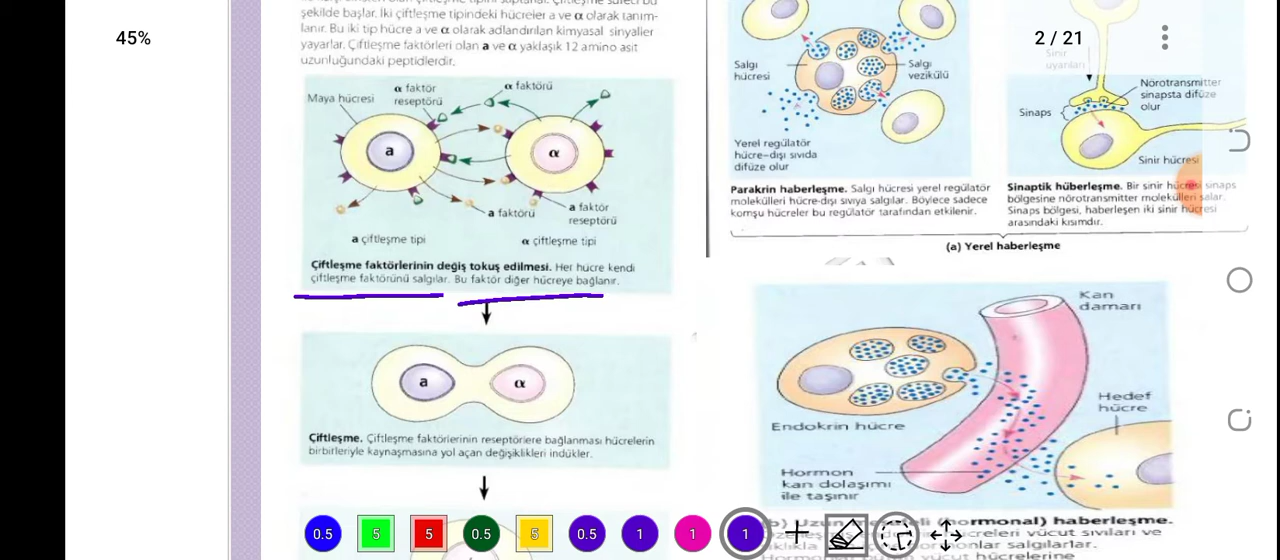 45%
şekilde başlar. İki çiftleşme tipindeki hücreler a ve α olarak tanım-
lanır. Bu iki tip hücre a ve α olarak adlandırılan kimyasal sinyaller
yayarlar. Çiftleşme faktörleri olan a ve α yaklaşık 12 amino asit
uzunluğundaki peptidlerdir.
Maya hücresi
α faktör
reseptörü
α faktörü
a
α
a faktörü
a faktör
reseptörü
a çiftleşme tipi
α çiftleşme tipi
Çiftleşme faktörlerinin değiş tokuş edilmesi. Her hücre kendi
çiftleşme faktörünü salgılar. Bu faktör diğer hücreye bağlanır.
a
α
Çiftleşme. Çiftleşme faktörlerinin reseptörlere bağlanması hücrelerin
birbirleriyle kaynaşmasına yol açan değişiklikleri indükler.
Salgı
hücresi
Salgı
vezikülü
Yerel regülatör
hücre-dışı sıvıda
difüze olur
Parakrin haberleşme. Salgı hücresi yerel regülatör
molekülleri hücre-dışı sıvıya salgılar. Böylece sadece
komşu hücreler bu regülatör tarafından etkilenir.
2 / 21
Sinir
uyarıları
Nörotransmitter
sinapsta difüze
olur
Sinaps
Sinir hücresi
Sinaptik hüberleşme. Bir sinir hücresi sinaps
bölgesine nörotransmitter molekülleri salar.
Sinaps bölgesi, haberleşen iki sinir hücresi
arasındaki kısımdır.
(a) Yerel haberleşme
Kan
damarı
Endokrin hücre
Hedef
hücre
Hormon
kan dolaşımı
ile taşınır
(hormonal) haberleşme.
vücut sıvıları ve
hormonlar salgılarlar.
vücut hücrelerine
0.5
5
5
0.5
5
0.5
1
1
1